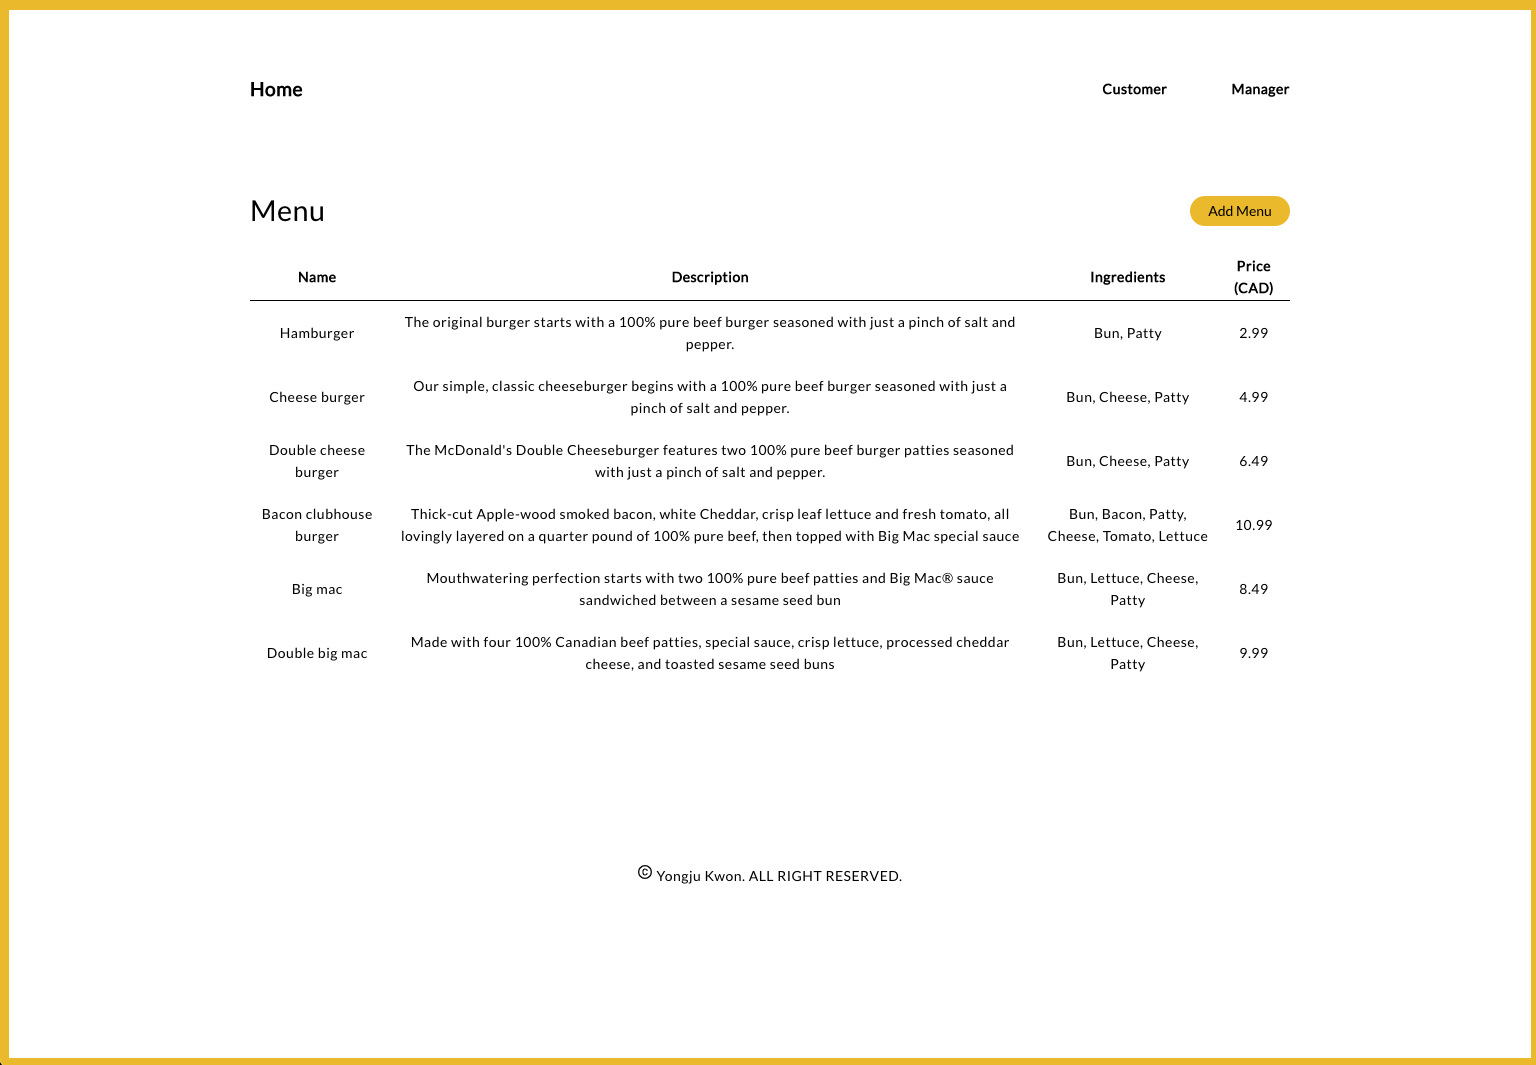 Home Customer Manager
Menu Add Menu
Name Description Ingredients Price
(CAD)
Hamburger The original burger starts with a 100% pure beef burger seasoned with just a pinch of salt and
pepper. Bun, Patty 2.99
Cheese burger Our simple, classic cheeseburger begins with a 100% pure beef burger seasoned with just a
pinch of salt and pepper. Bun, Cheese, Patty 4.99
Double cheese
burger
The McDonald's Double Cheeseburger features two 100% pure beef burger patties seasoned
with just a pinch of salt and pepper.
Bun, Cheese, Patty
6.49
Bacon clubhouse
burger
Thick-cut Apple-wood smoked bacon, white Cheddar, crisp leaf lettuce and fresh tomato, all
lovingly layered on a quarter pound of 100% pure beef, then topped with Big Mac special sauce
Bun, Bacon, Patty,
Cheese, Tomato, Lettuce
10.99
Big mac
Mouthwatering perfection starts with two 100% pure beef patties and Big Mac® sauce
sandwiched between a sesame seed bun
Bun, Lettuce, Cheese,
Patty
8.49
Double big mac
Made with four 100% Canadian beef patties, special sauce, crisp lettuce, processed cheddar
cheese, and toasted sesame seed buns
Bun, Lettuce, Cheese,
Patty
9.99
© Yongju Kwon. ALL RIGHT RESERVED.